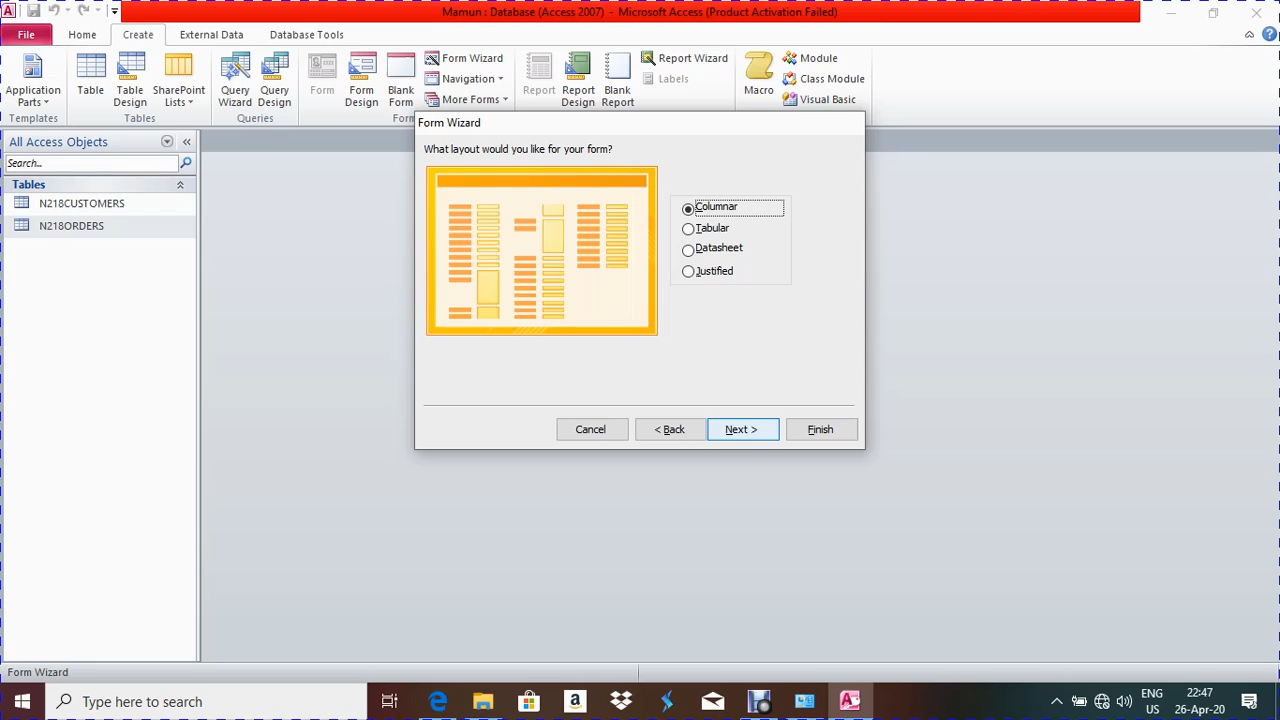 Mamun : Database (Access 2007) - Microsoft Access (Product Activation Failed)
File Home Create External Data Database Tools
Application Parts
Templates
Table
Table Design
SharePoint Lists
Tables
Query Wizard
Query Design
Queries
Form
Form Design
Blank Form
Form Wizard
Navigation
More Forms
Form
Report
Report Design
Blank Report
Report Wizard
Labels
Macro
Module
Class Module
Visual Basic
All Access Objects
Search...
Tables
N218CUSTOMERS
N218ORDERS
Form Wizard
What layout would you like for your form?
Columnar
Tabular
Datasheet
Justified
Cancel < Back Next > Finish
Form Wizard
Type here to search
ENG
US
22:47
26-Apr-20